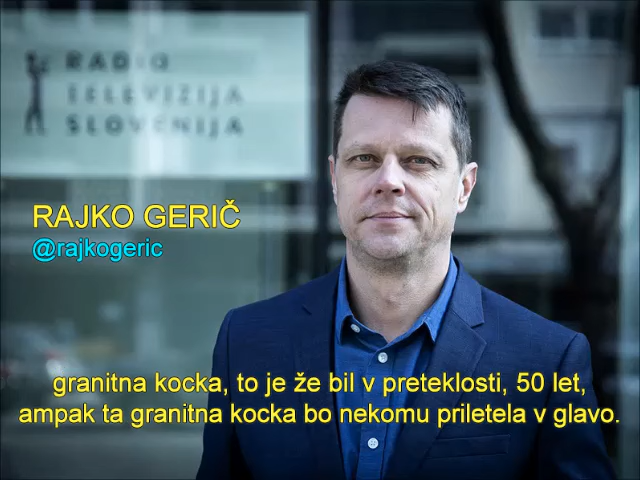 RADIO
TELEVIZIJA
SLOVENIJA
RAJKO GERIČ
@rajkogeric
granitna kocka, to je že bil v preteklosti, 50 let,
ampak ta granitna kocka bo nekomu priletela v glavo.